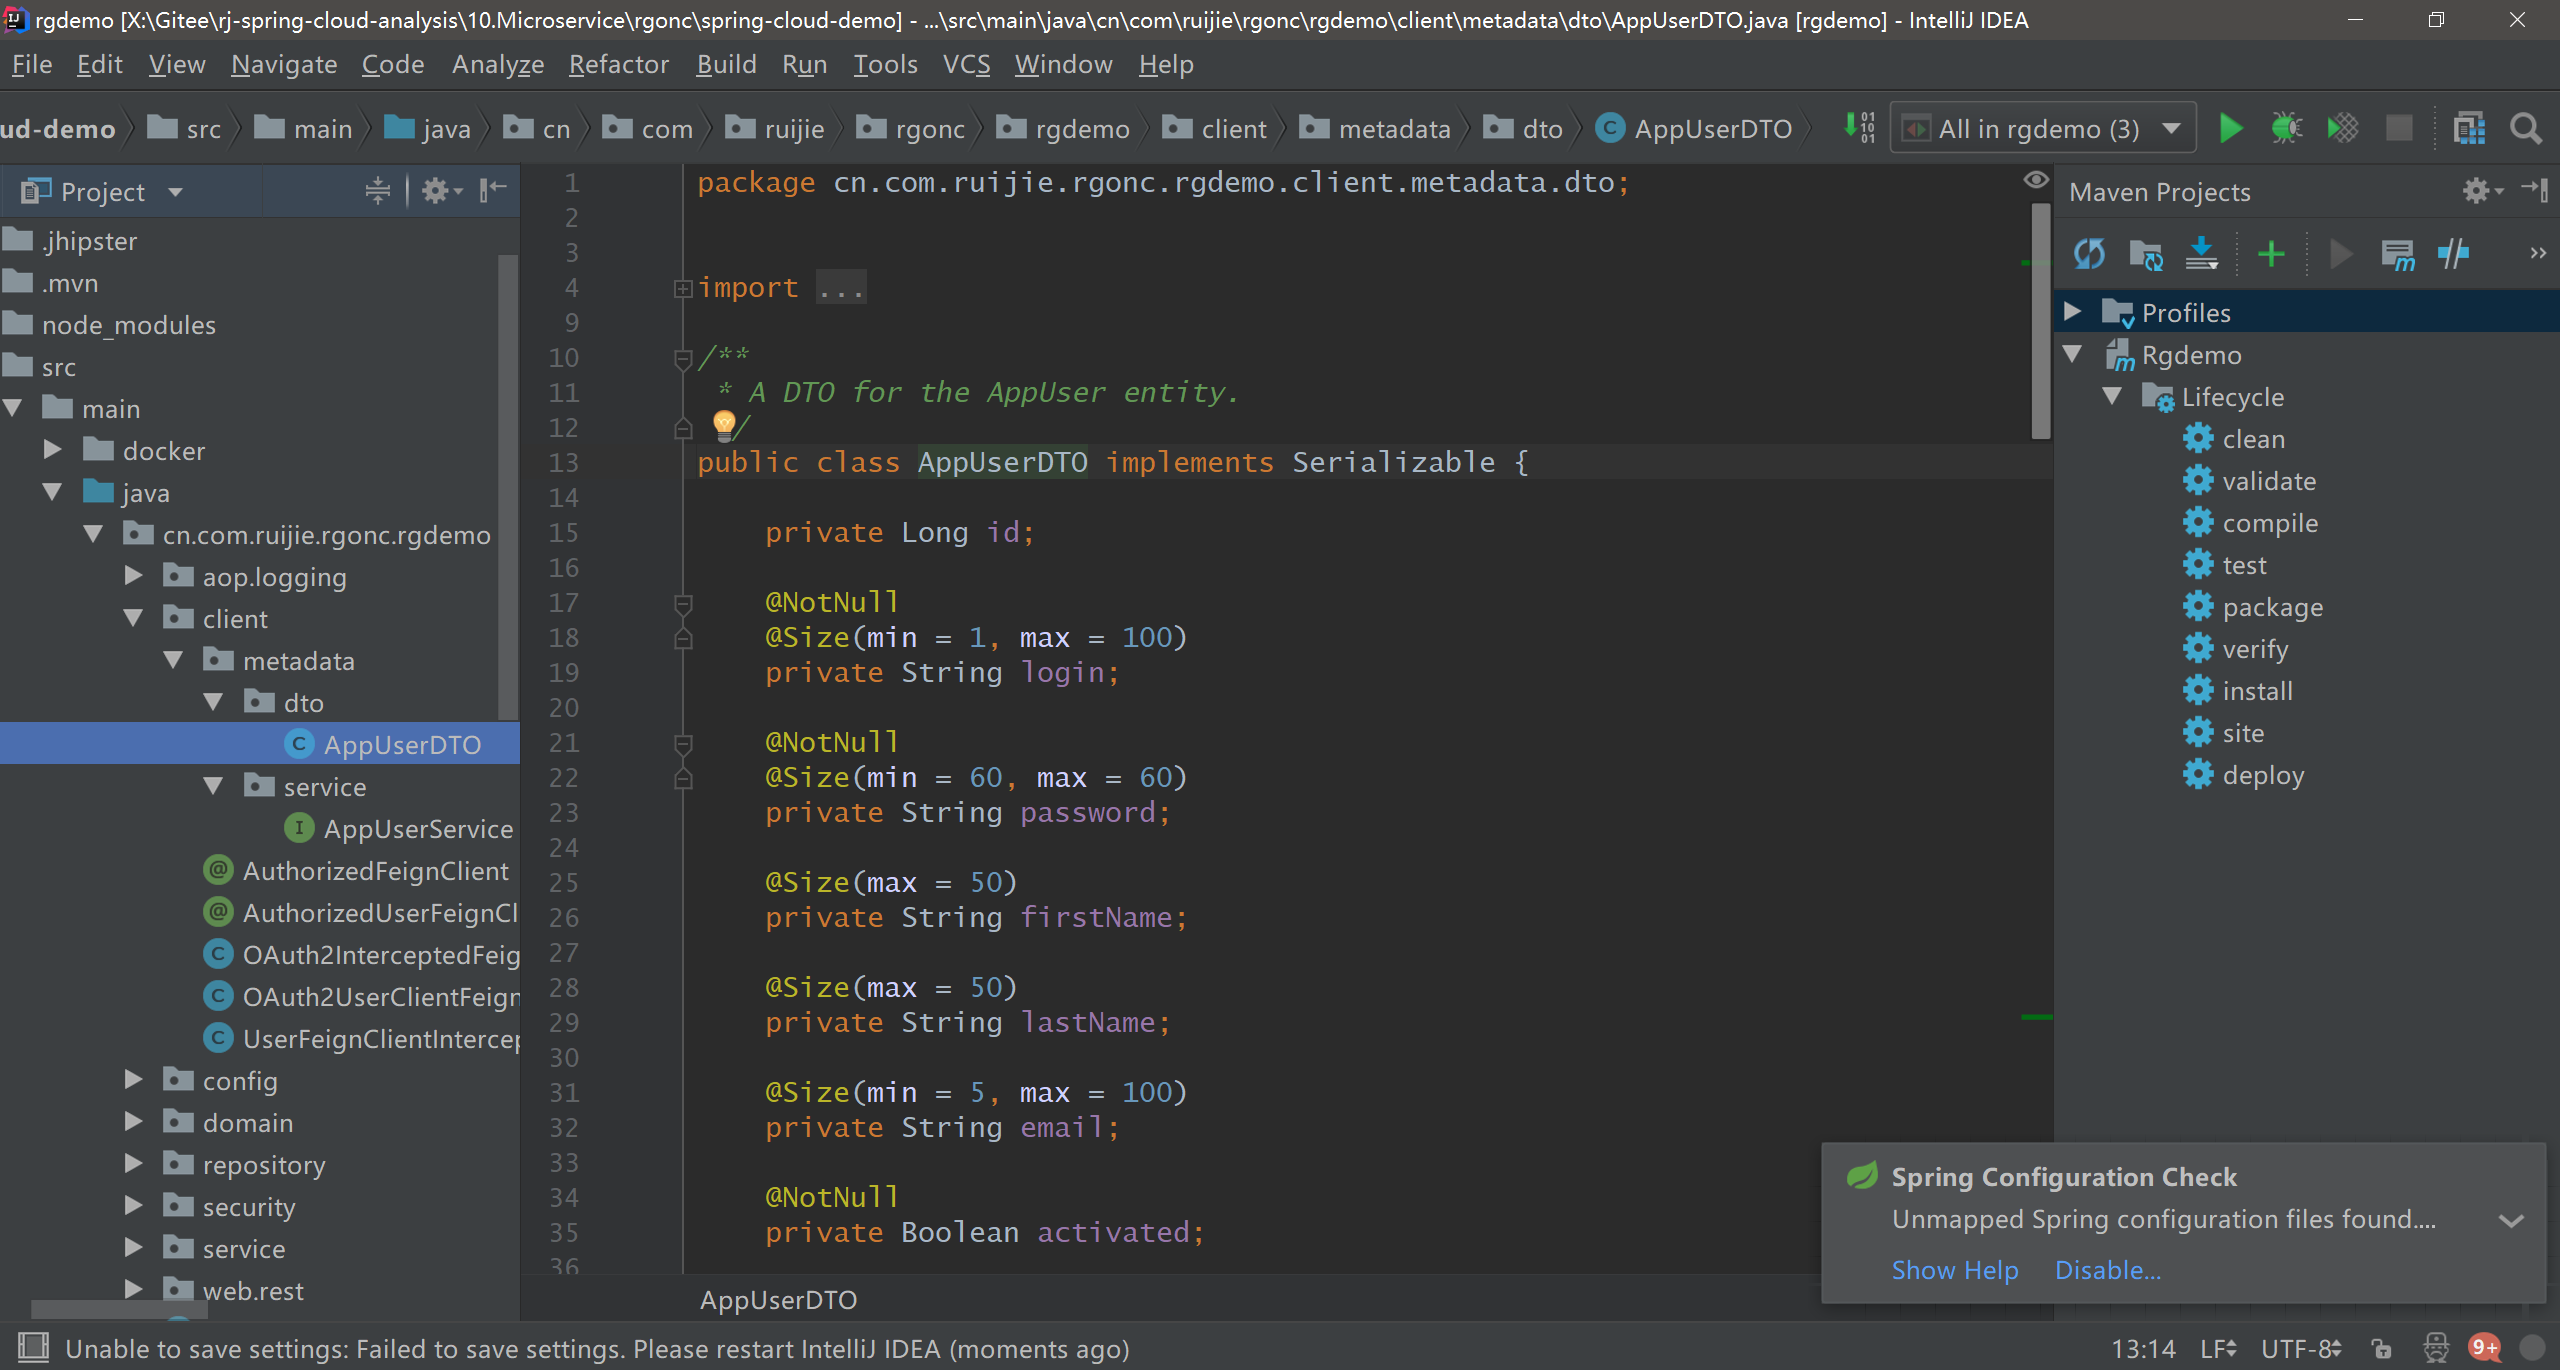 rgdemo [X:\Gitee\rj-spring-cloud-analysis\10.Microservice\rgonc\spring-cloud-demo] - ...\src\main\java\cn\com\ruijie\rgonc\rgdemo\client\metadata\dto\AppUserDTO.java [rgdemo] - IntelliJ IDEA
File Edit View Navigate Code Analyze Refactor Build Run Tools VCS Window Help
ud-demo src main java cn com ruijie rgonc rgdemo client metadata dto AppUserDTO All in rgdemo (3)
Project
.jhipster
.mvn
node_modules
src
main
docker
java
cn.com.ruijie.rgonc.rgdemo
aop.logging
client
metadata
dto
AppUserDTO
service
AppUserService
AuthorizedFeignClient
AuthorizedUserFeignCl
OAuth2InterceptedFeig
OAuth2UserClientFeign
UserFeignClientIntercep
config
domain
repository
security
service
web.rest
1 package cn.com.ruijie.rgonc.rgdemo.client.metadata.dto;
2
3
4 import ...
9
10 /**
11 * A DTO for the AppUser entity.
12 /
13 public class AppUserDTO implements Serializable {
14
15 private Long id;
16
17 @NotNull
18 @Size(min = 1, max = 100)
19 private String login;
20
21 @NotNull
22 @Size(min = 60, max = 60)
23 private String password;
24
25 @Size(max = 50)
26 private String firstName;
27
28 @Size(max = 50)
29 private String lastName;
30
31 @Size(min = 5, max = 100)
32 private String email;
33
34 @NotNull
35 private Boolean activated;
36
AppUserDTO
Maven Projects
Profiles
Rgdemo
Lifecycle
clean
validate
compile
test
package
verify
install
site
deploy
Spring Configuration Check
Unmapped Spring configuration files found....
Show Help Disable...
Unable to save settings: Failed to save settings. Please restart IntelliJ IDEA (moments ago)
13:14 LF UTF-8 9+